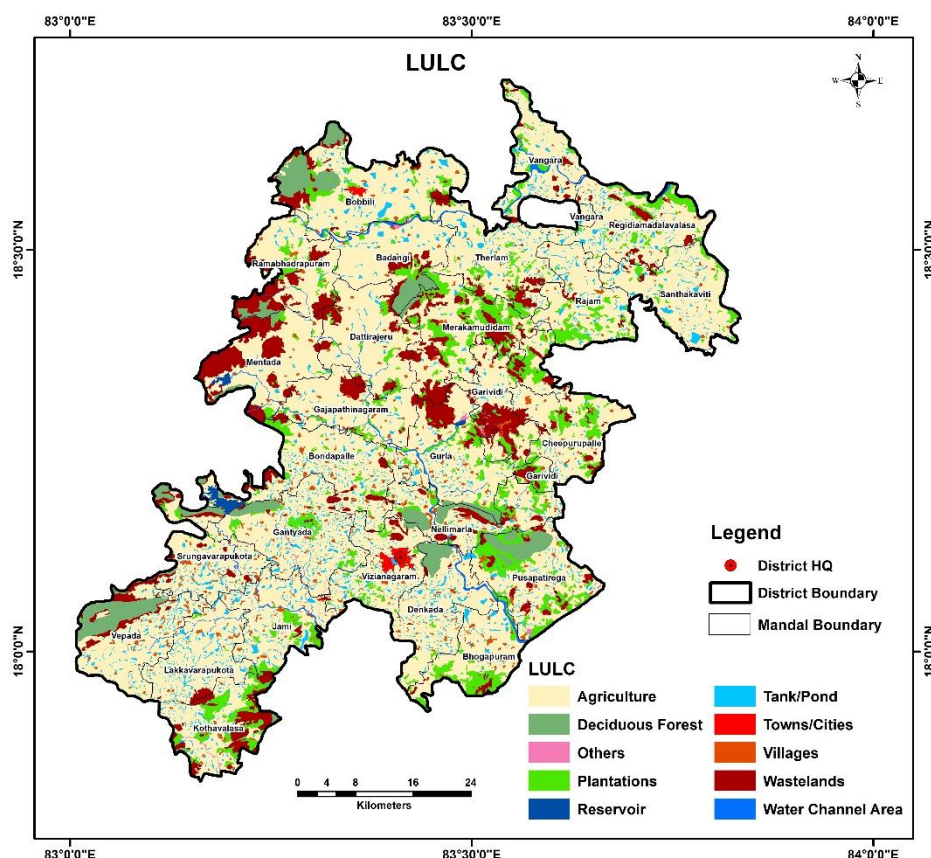 83°0'0"E 83°30'0"E 84°0'0"E
LULC
N
W E
S
Vangara
Bobbili
Vangara
Regidiamadalavalasa
18°30'0"N 18°30'0"N
Ramabhadrapuram Badangi Therlam
Santhakaviti
Rajam
Merakamudidam
Dattirajeru
Mentada
Garividi
Gajapathinagaram
Cheepurupalle
Bondapalle Gurla
Garividi
Nellimarla
Gantyada
Srungavarapukota
Vizianagaram Pusapatiroga
Denkada
Jami
Vepada
Bhogapuram
Lakkavarapukota
Kothavalasa
18°0'0"N 18°0'0"N
Legend
District HQ
District Boundary
Mandal Boundary
LULC
Agriculture Tank/Pond
Deciduous Forest Towns/Cities
Others Villages
Plantations Wastelands
Reservoir Water Channel Area
0 4 8 16 24
Kilometers
83°0'0"E 83°30'0"E 84°0'0"E